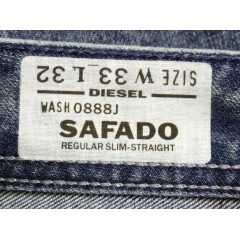 SIZE W 33 L 32
DIESEL
WASH 0888J
SAFADO
REGULAR SLIM-STRAIGHT